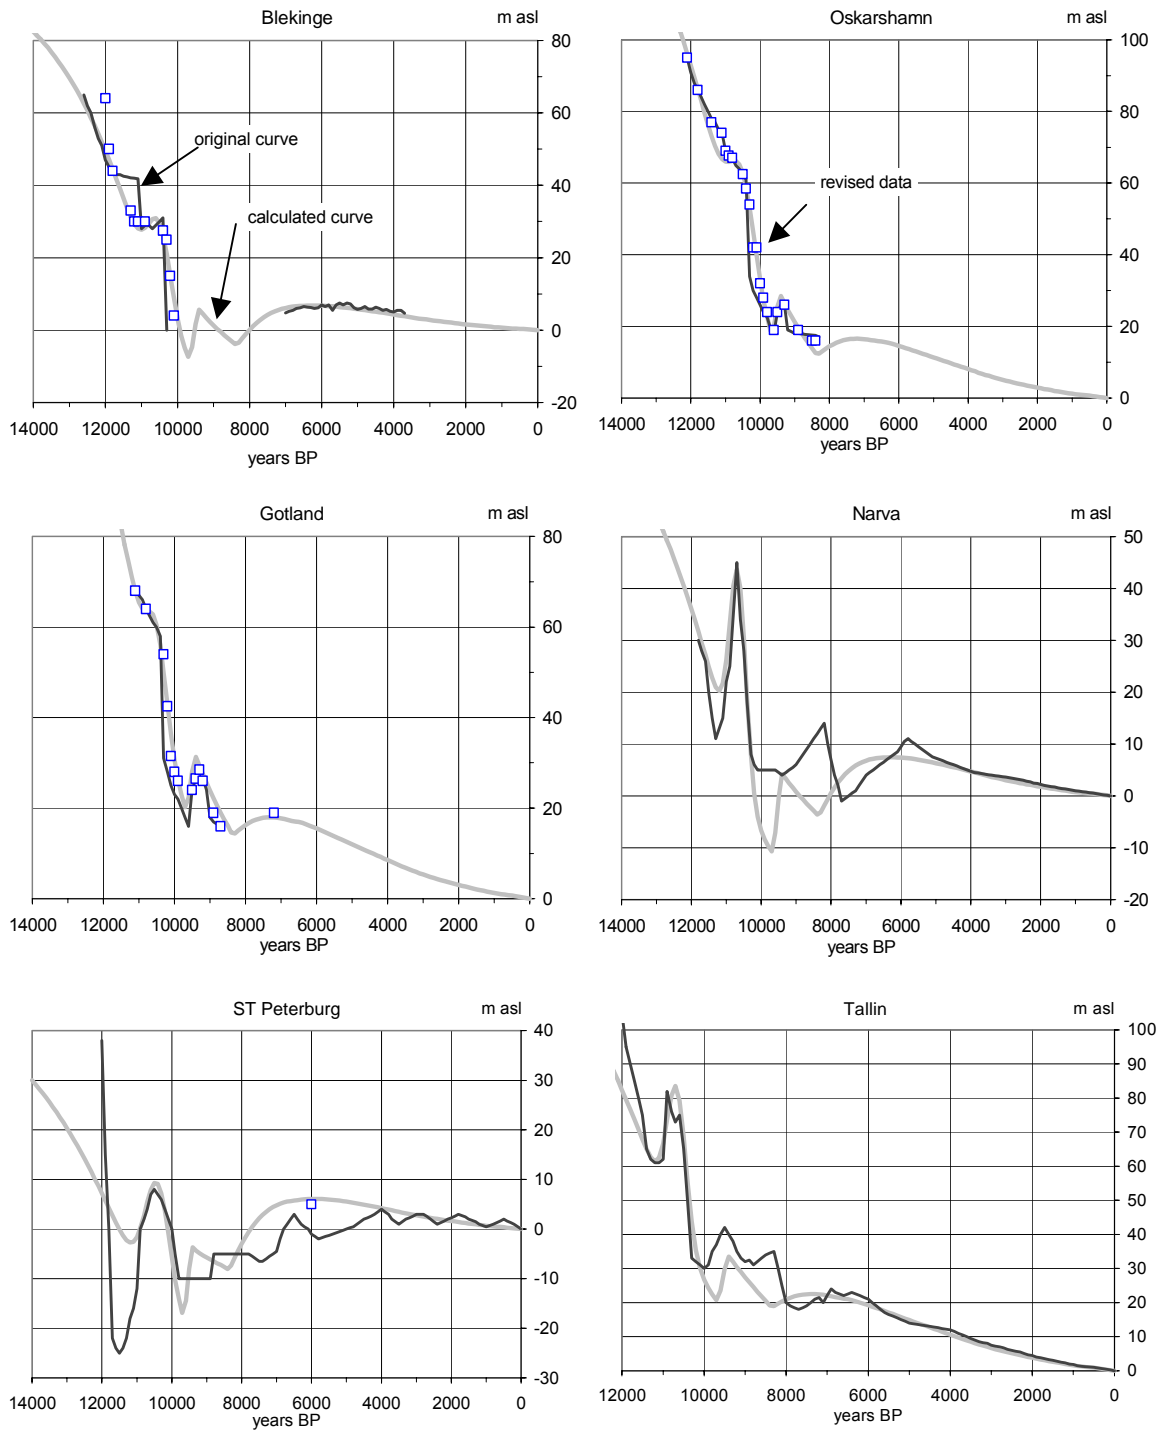 Blekinge m asl
80
60
original curve
40
calculated curve
20
0
-20
14000 12000 10000 8000 6000 4000 2000 0
years BP
Oskarshamn m asl
100
80
60
revised data
40
20
0
14000 12000 10000 8000 6000 4000 2000 0
years BP
Gotland m asl
80
60
40
20
0
14000 12000 10000 8000 6000 4000 2000 0
years BP
Narva m asl
50
40
30
20
10
0
-10
-20
14000 12000 10000 8000 6000 4000 2000 0
years BP
ST Peterburg m asl
40
30
20
10
0
-10
-20
-30
14000 12000 10000 8000 6000 4000 2000 0
years BP
Tallin m asl
100
90
80
70
60
50
40
30
20
10
0
12000 10000 8000 6000 4000 2000 0
years BP